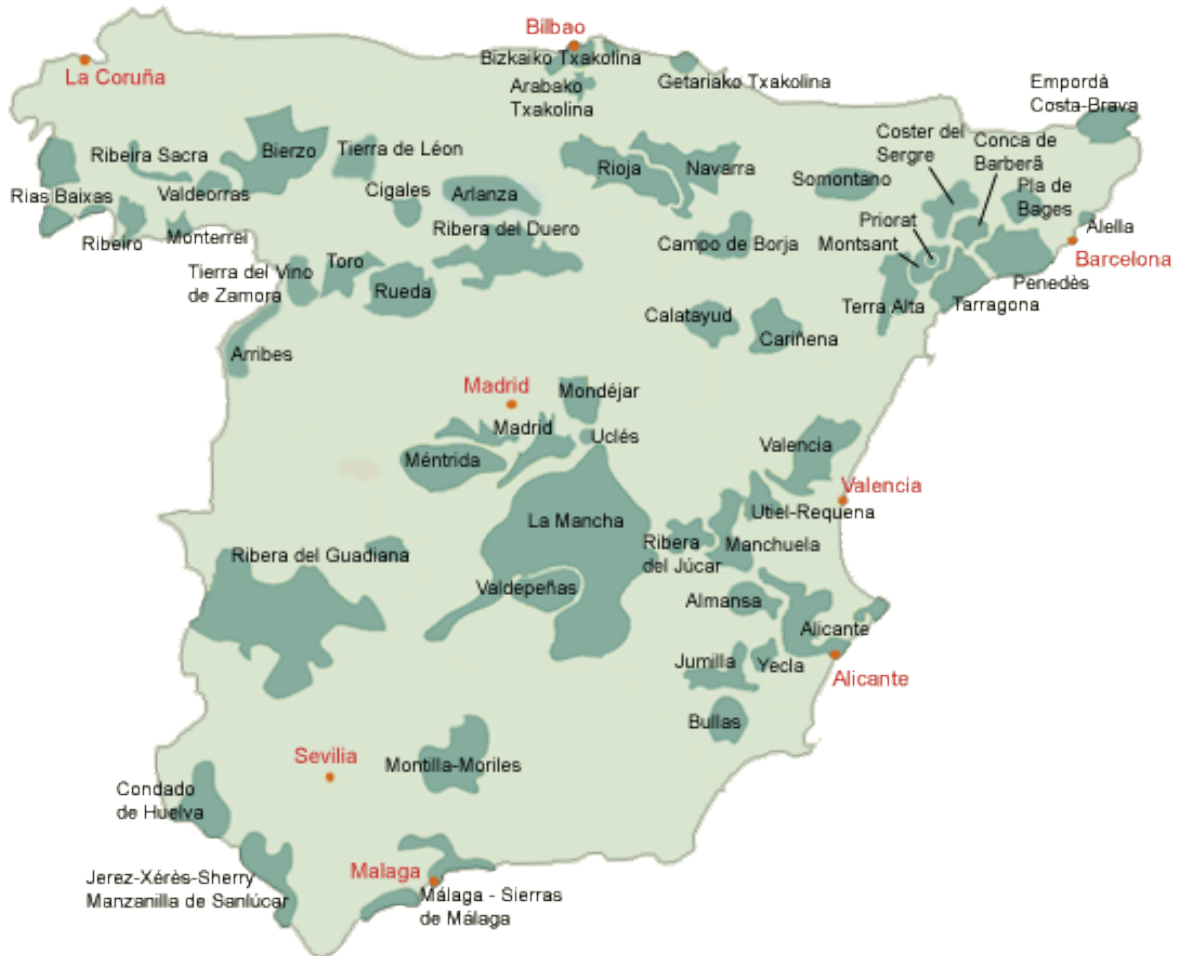 Bilbao
La Coruña
Bizkaiko Txakolina
Arabako
Txakolina
Getariako Txakolina
Empordà
Costa-Brava
Coster del
Sergre
Conca de
Barberã
Ribeira Sacra
Bierzo
Tierra de Léon
Rioja
Navarra
Somontano
Pla de
Bages
Rias Baixas
Valdeorras
Cigales
Arlanza
Priorat
Alella
Ribeiro
Monterrei
Ribera del Duero
Campo de Borja
Montsant
Barcelona
Tierra del Vino
de Zamora
Toro
Rueda
Penedès
Calatayud
Cariñena
Terra Alta
Tarragona
Arribes
Madrid
Mondéjar
Madrid
Uclés
Valencia
Méntrida
Valencia
La Mancha
Utiel-Requena
Ribera del Guadiana
Ribera
del Júcar
Manchuela
Valdepeñas
Almansa
Alicante
Jumilla
Yecla
Alicante
Bullas
Sevilia
Montilla-Moriles
Condado
de Huelva
Malaga
Jerez-Xérès-Sherry
Manzanilla de Sanlúcar
Málaga - Sierras
de Málaga